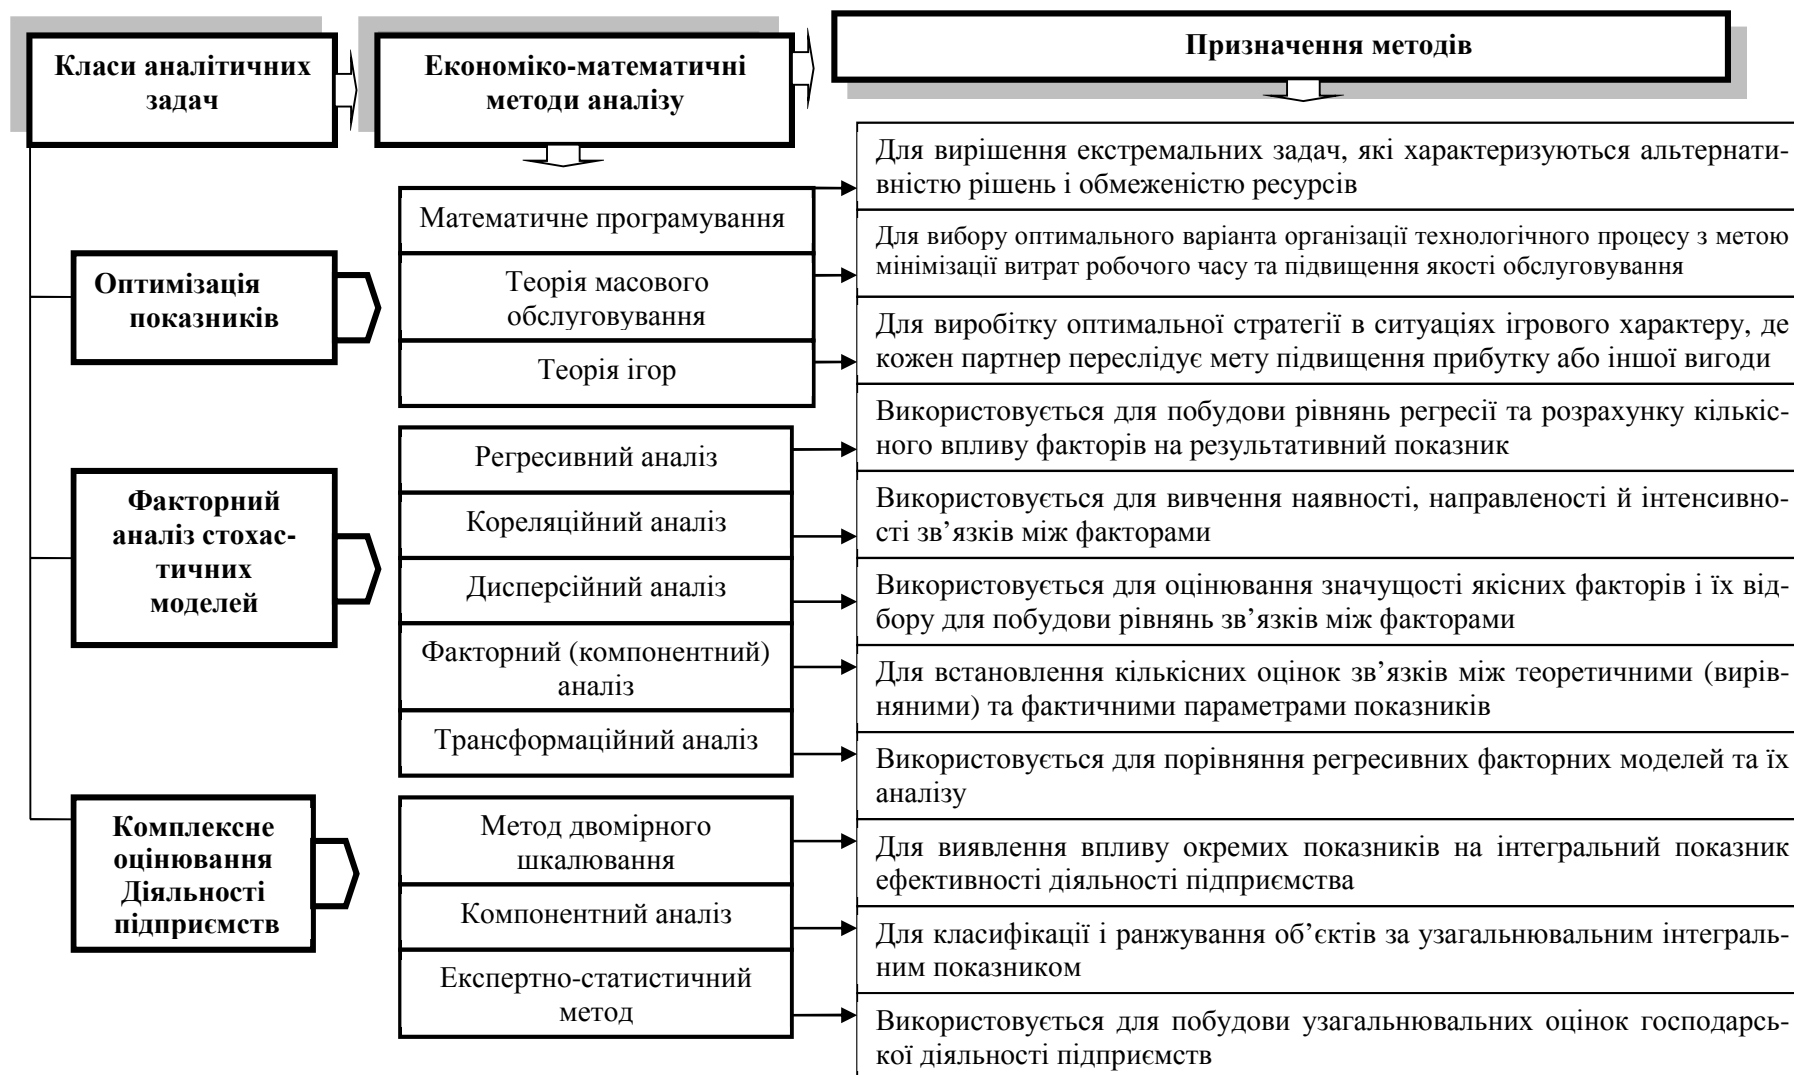 Класи аналітичних
задач
Економіко-математичні
методи аналізу
Призначення методів
Оптимізація
показників
Математичне програмування
Для вирішення екстремальних задач, які характеризуються альтернати-
вністю рішень і обмеженістю ресурсів
Теорія масового
обслуговування
Для вибору оптимального варіанта організації технологічного процесу з метою
мінімізації витрат робочого часу та підвищення якості обслуговування
Теорія ігор
Для виробітку оптимальної стратегії в ситуаціях ігрового характеру, де
кожен партнер переслідує мету підвищення прибутку або іншої вигоди
Факторний
аналіз стохас-
тичних
моделей
Регресивний аналіз
Використовується для побудови рівнянь регресії та розрахунку кількіс-
ного впливу факторів на результативний показник
Кореляційний аналіз
Використовується для вивчення наявності, направленості й інтенсивно-
сті зв’язків між факторами
Дисперсійний аналіз
Використовується для оцінювання значущості якісних факторів і їх від-
бору для побудови рівнянь зв’язків між факторами
Факторний (компонентний)
аналіз
Для встановлення кількісних оцінок зв’язків між теоретичними (вирів-
няними) та фактичними параметрами показників
Трансформаційний аналіз
Використовується для порівняння регресивних факторних моделей та їх
аналізу
Комплексне
оцінювання
Діяльності
підприємств
Метод двомірного
шкалювання
Для виявлення впливу окремих показників на інтегральний показник
ефективності діяльності підприємства
Компонентний аналіз
Для класифікації і ранжування об’єктів за узагальнювальним інтеграль-
ним показником
Експертно-статистичний
метод
Використовується для побудови узагальнювальних оцінок господарсь-
кої діяльності підприємств